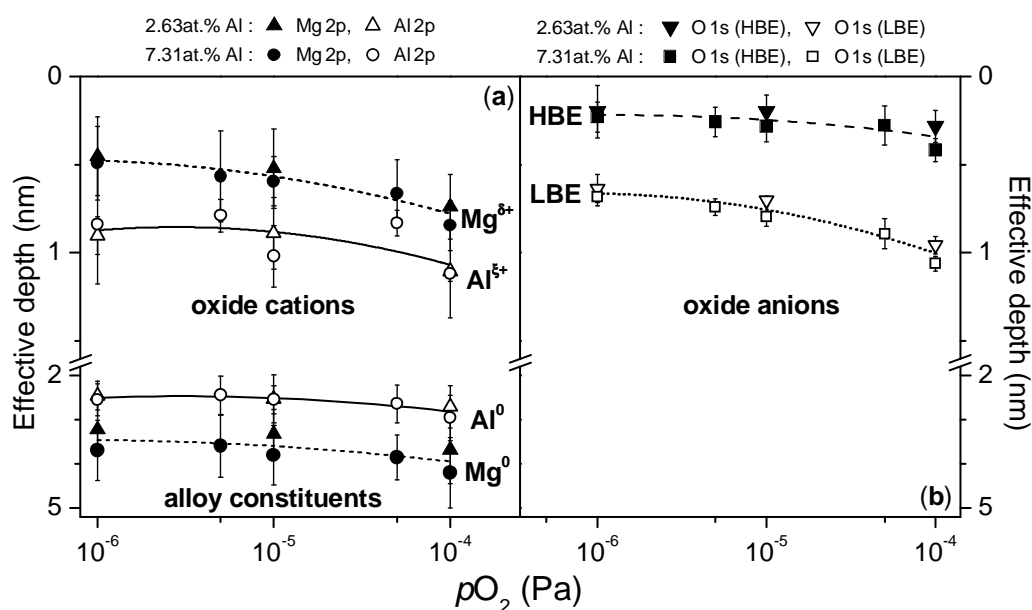 2.63at.% Al : ▲ Mg 2p, △ Al 2p
7.31at.% Al : ● Mg 2p, ○ Al 2p
2.63at.% Al : ▼ O 1s (HBE), ▽ O 1s (LBE)
7.31at.% Al : ■ O 1s (HBE), □ O 1s (LBE)
0
(a)
Mg^δ+
1
Al^ξ+
oxide cations
2
Al^0
Mg^0
alloy constituents
5
Effective depth (nm)
10^-6
10^-5
10^-4
0
HBE
LBE
1
oxide anions
2
(b)
5
Effective depth (nm)
10^-6
10^-5
10^-4
pO_2 (Pa)